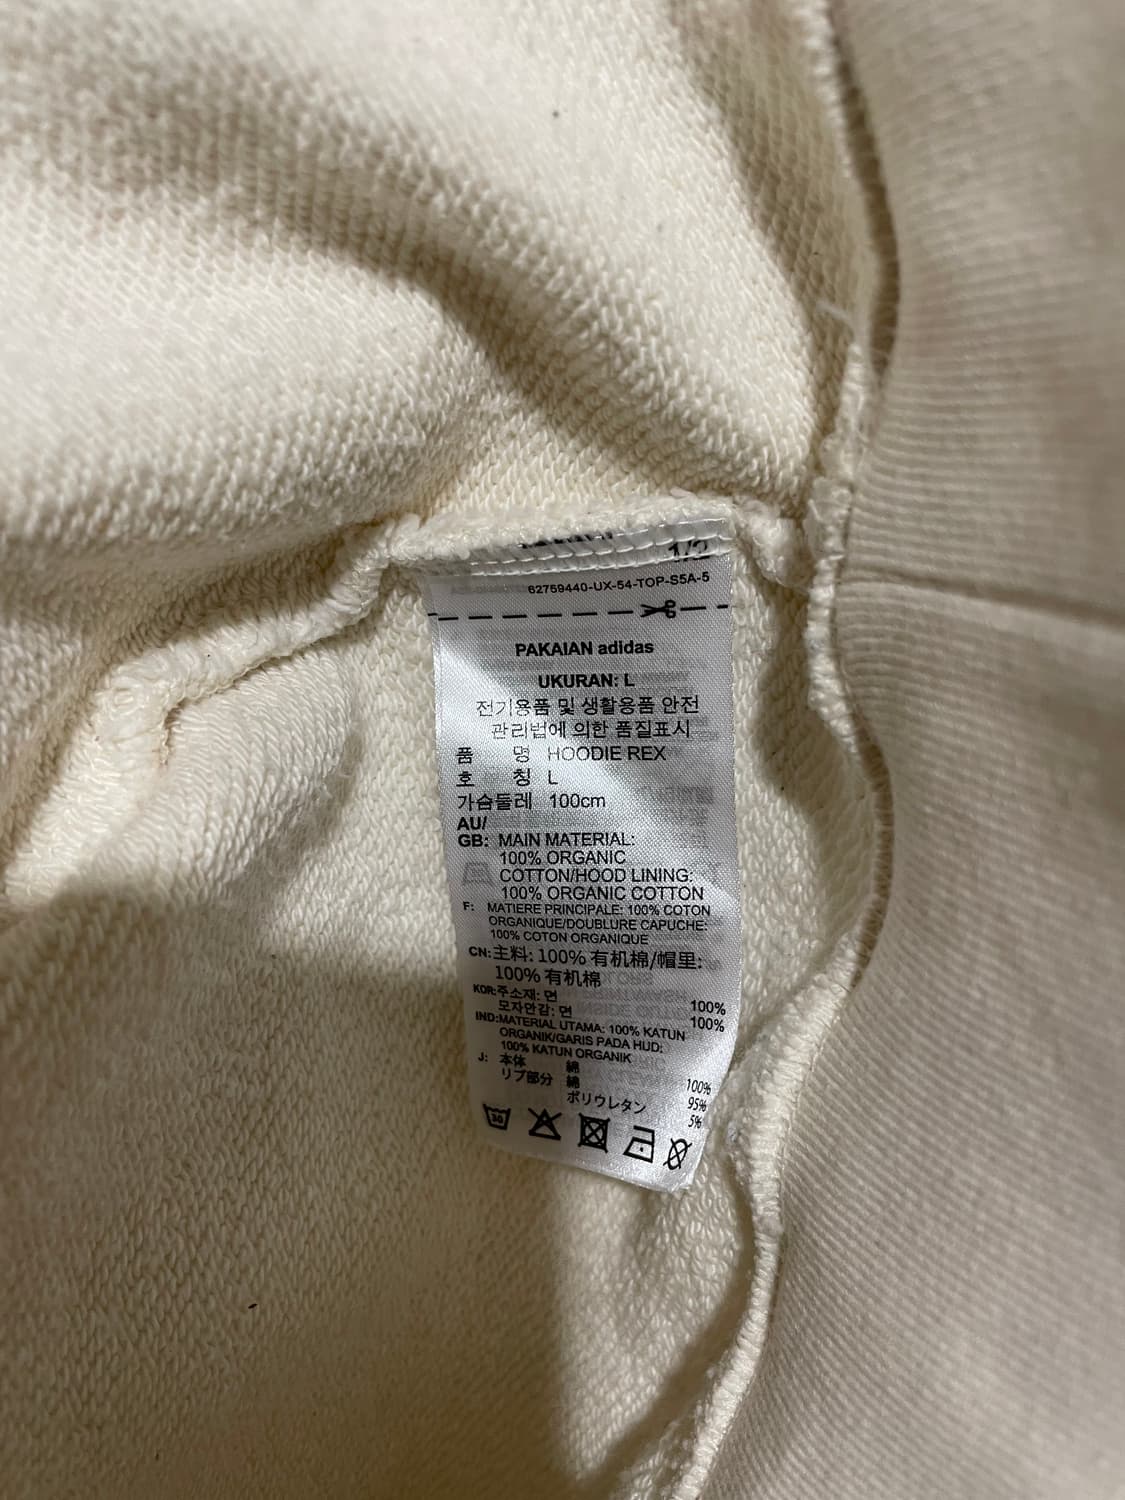 1/2
62759440-UX-54-TOP-S5A-5
PAKAIAN adidas
UKURAN: L
전기용품 및 생활용품 안전
관리법에 의한 품질표시
품 명 HOODIE REX
호 칭 L
가슴둘레 100cm
AU/
GB: MAIN MATERIAL:
100% ORGANIC
COTTON/HOOD LINING:
100% ORGANIC COTTON
F: MATIERE PRINCIPALE: 100% COTON
ORGANIQUE/DOUBLURE CAPUCHE:
100% COTON ORGANIQUE
CN:主料: 100% 有机棉/帽里:
100% 有机棉
KOR:주소재: 면 100%
모자안감: 면 100%
IND:MATERIAL UTAMA: 100% KATUN
ORGANIK/GARIS PADA HUD:
100% KATUN ORGANIK
J: 本体 綿 100%
リブ部分 綿 95%
ポリウレタン 5%
30